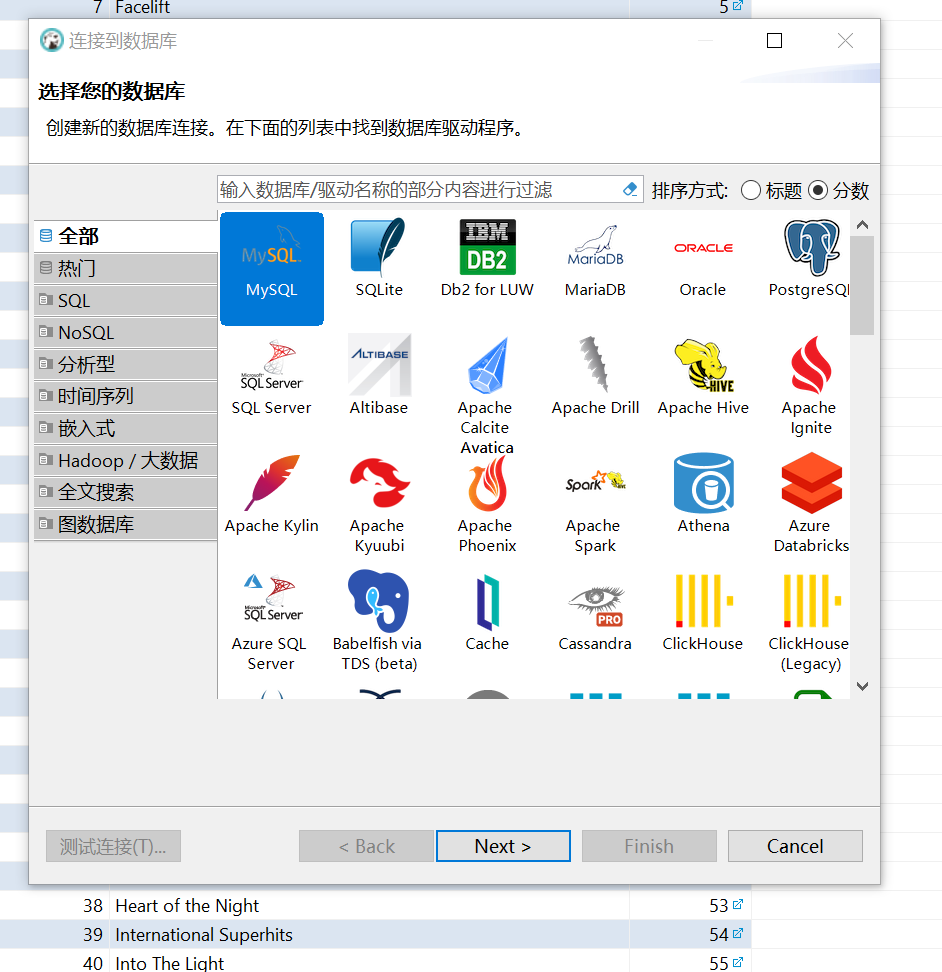 7 Facelift 5
连接到数据库
选择您的数据库
创建新的数据库连接。在下面的列表中找到数据库驱动程序。
输入数据库/驱动名称的部分内容进行过滤 排序方式: 标题 分数
全部
热门
SQL
NoSQL
分析型
时间序列
嵌入式
Hadoop / 大数据
全文搜索
图数据库
MySQL IBM DB2 MariaDB ORACLE
MySQL SQLite Db2 for LUW MariaDB Oracle PostgreSQL
Microsoft SQL Server ALTIBASE HIVE
SQL Server Altibase Apache Calcite Avatica Apache Drill Apache Hive Apache Ignite
Spark HIVE
Apache Kylin Apache Kyuubi Apache Phoenix Apache Spark Athena Azure Databricks
Microsoft SQL Server PRO
Azure SQL Server Babelfish via TDS (beta) Cache Cassandra ClickHouse ClickHouse (Legacy)
测试连接(T)... < Back Next > Finish Cancel
38 Heart of the Night 53
39 International Superhits 54
40 Into The Light 55